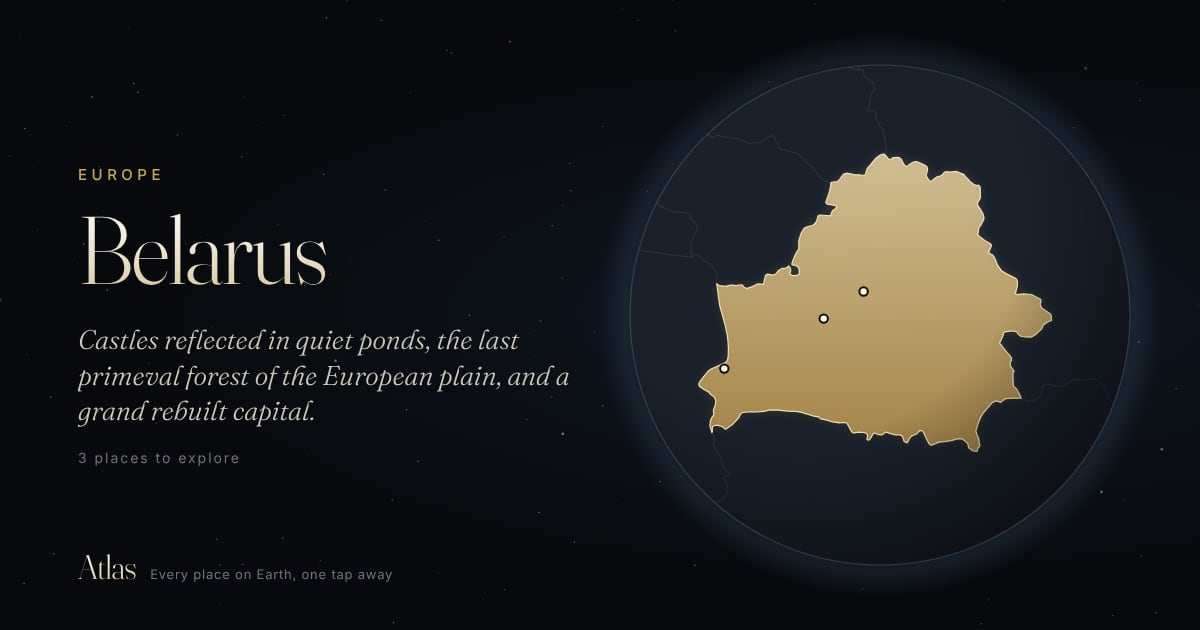 EUROPE
Belarus
Castles reflected in quiet ponds, the last
primeval forest of the European plain, and a
grand rebuilt capital.
3 places to explore
Atlas Every place on Earth, one tap away